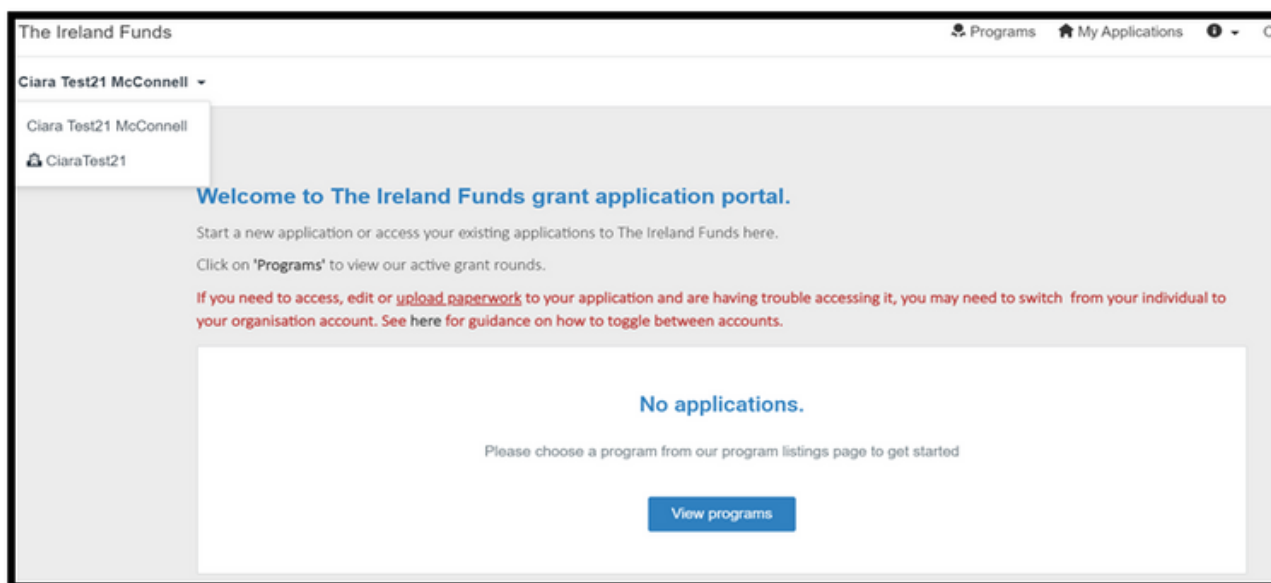 The Ireland Funds
Programs
My Applications
Ciara Test21 McConnell
Ciara Test21 McConnell
CiaraTest21
Welcome to The Ireland Funds grant application portal.
Start a new application or access your existing applications to The Ireland Funds here.
Click on 'Programs' to view our active grant rounds.
If you need to access, edit or upload paperwork to your application and are having trouble accessing it, you may need to switch from your individual to
your organisation account. See here for guidance on how to toggle between accounts.
No applications.
Please choose a program from our program listings page to get started
View programs